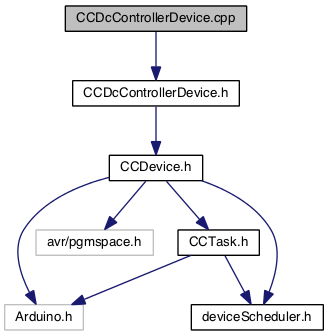 CCDcControllerDevice.cpp
CCDcControllerDevice.h
CCDevice.h
avr/pgmspace.h
CCTask.h
Arduino.h
deviceScheduler.h